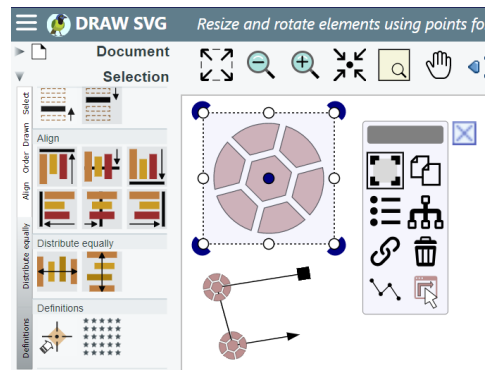 DRAW SVG
Resize and rotate elements using points fo
Document
Selection
Select
Drawn
Order
Align
Distribute equally
Definitions
Align
Distribute equally
Definitions